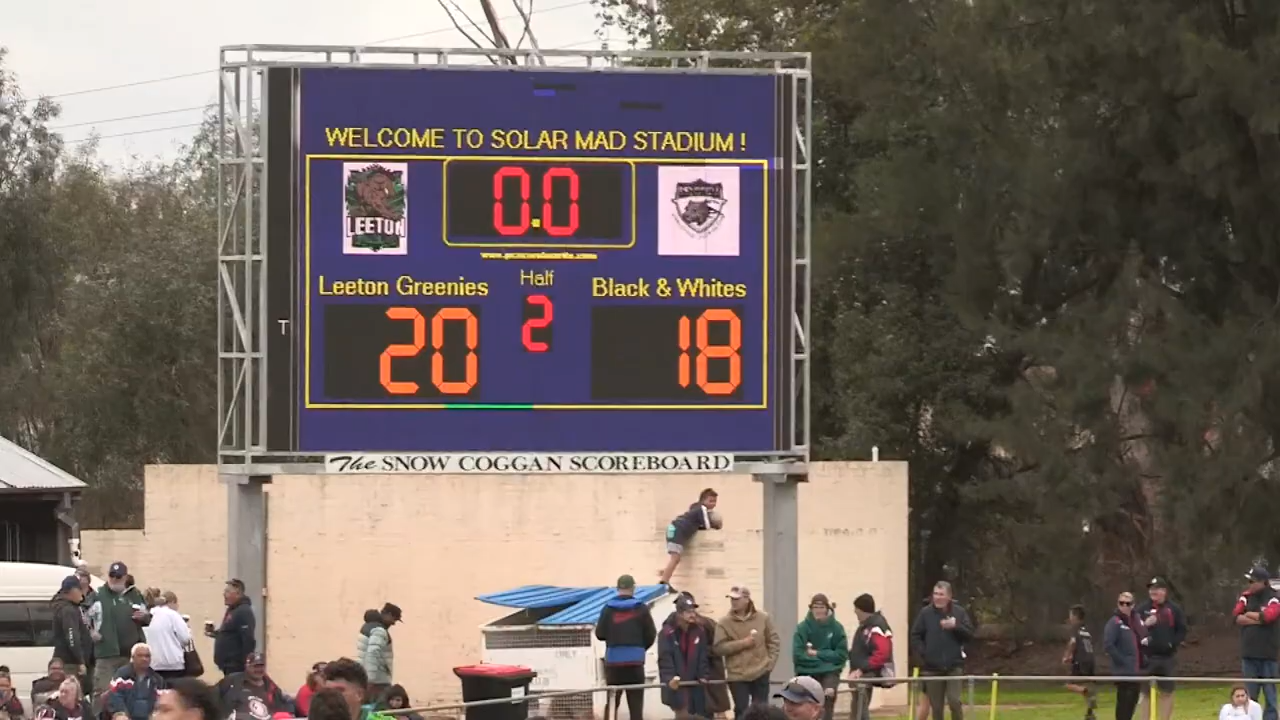 WELCOME TO SOLAR MAD STADIUM !
LEETON
0.0
Leeton Greenies
Half
Black & Whites
T
20
2
18
The SNOW COGGAN SCOREBOARD